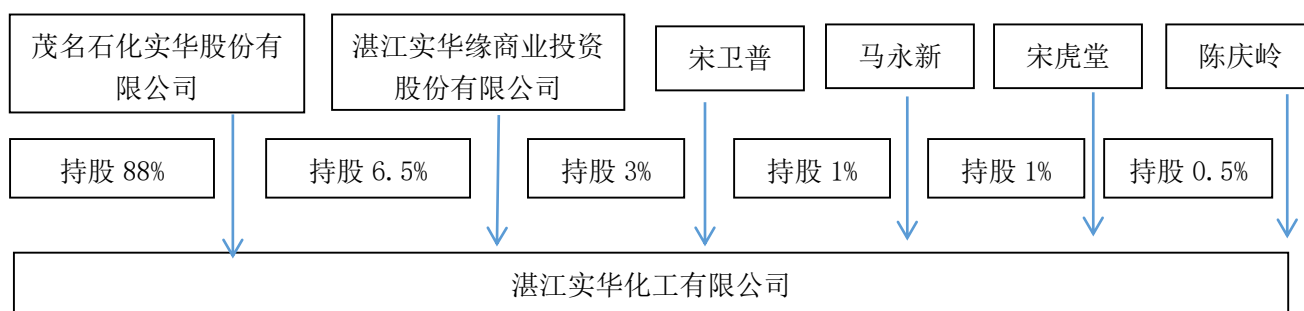 茂名石化实华股份有
限公司
湛江实华缘商业投资
股份有限公司
宋卫普
马永新
宋虎堂
陈庆岭
持股 88%
持股 6.5%
持股 3%
持股 1%
持股 1%
持股 0.5%
湛江实华化工有限公司